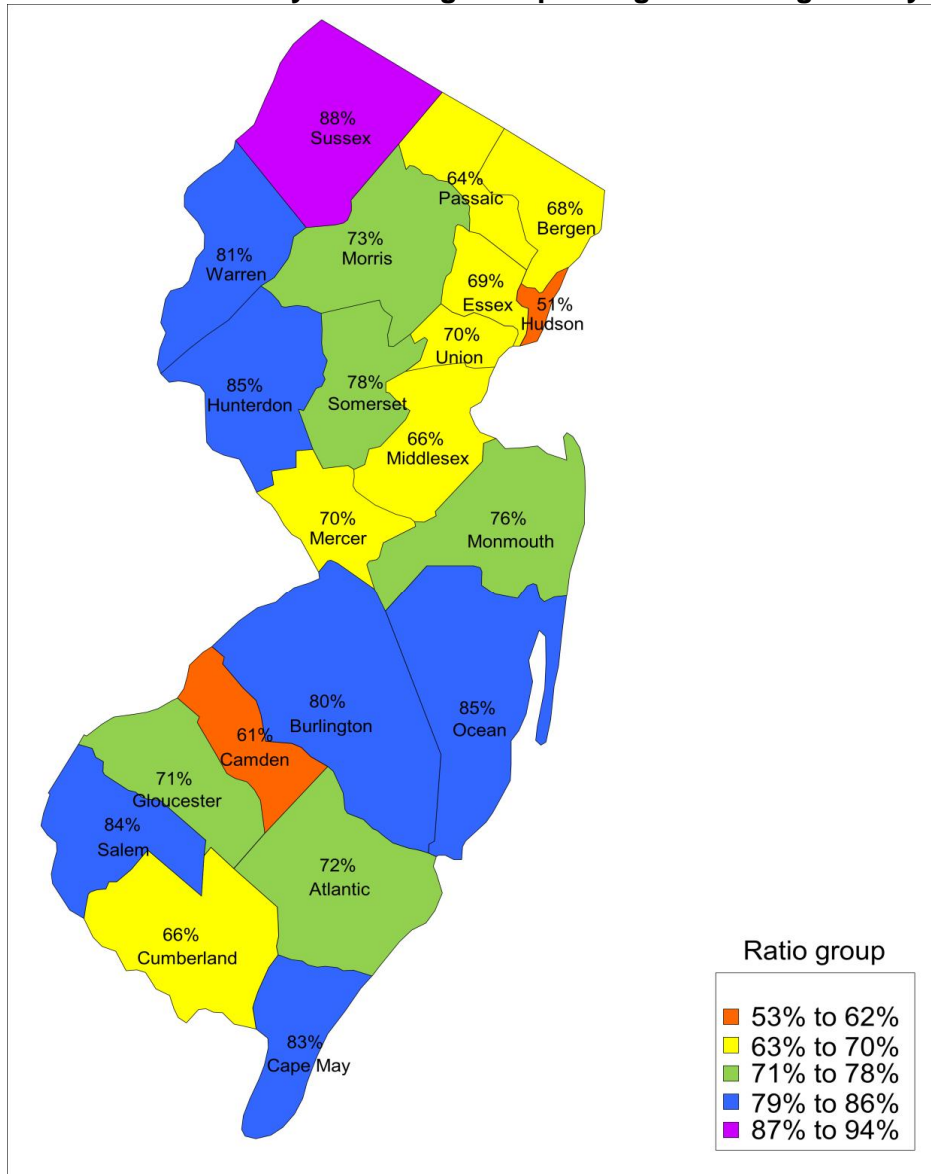 88%
Sussex
64%
Passaic
68%
Bergen
73%
Morris
81%
Warren
69%
Essex
51%
Hudson
70%
Union
85%
Hunterdon
78%
Somerset
66%
Middlesex
70%
Mercer
76%
Monmouth
80%
Burlington
85%
Ocean
61%
Camden
71%
Gloucester
84%
Salem
72%
Atlantic
66%
Cumberland
83%
Cape May
Ratio group
53% to 62%
63% to 70%
71% to 78%
79% to 86%
87% to 94%